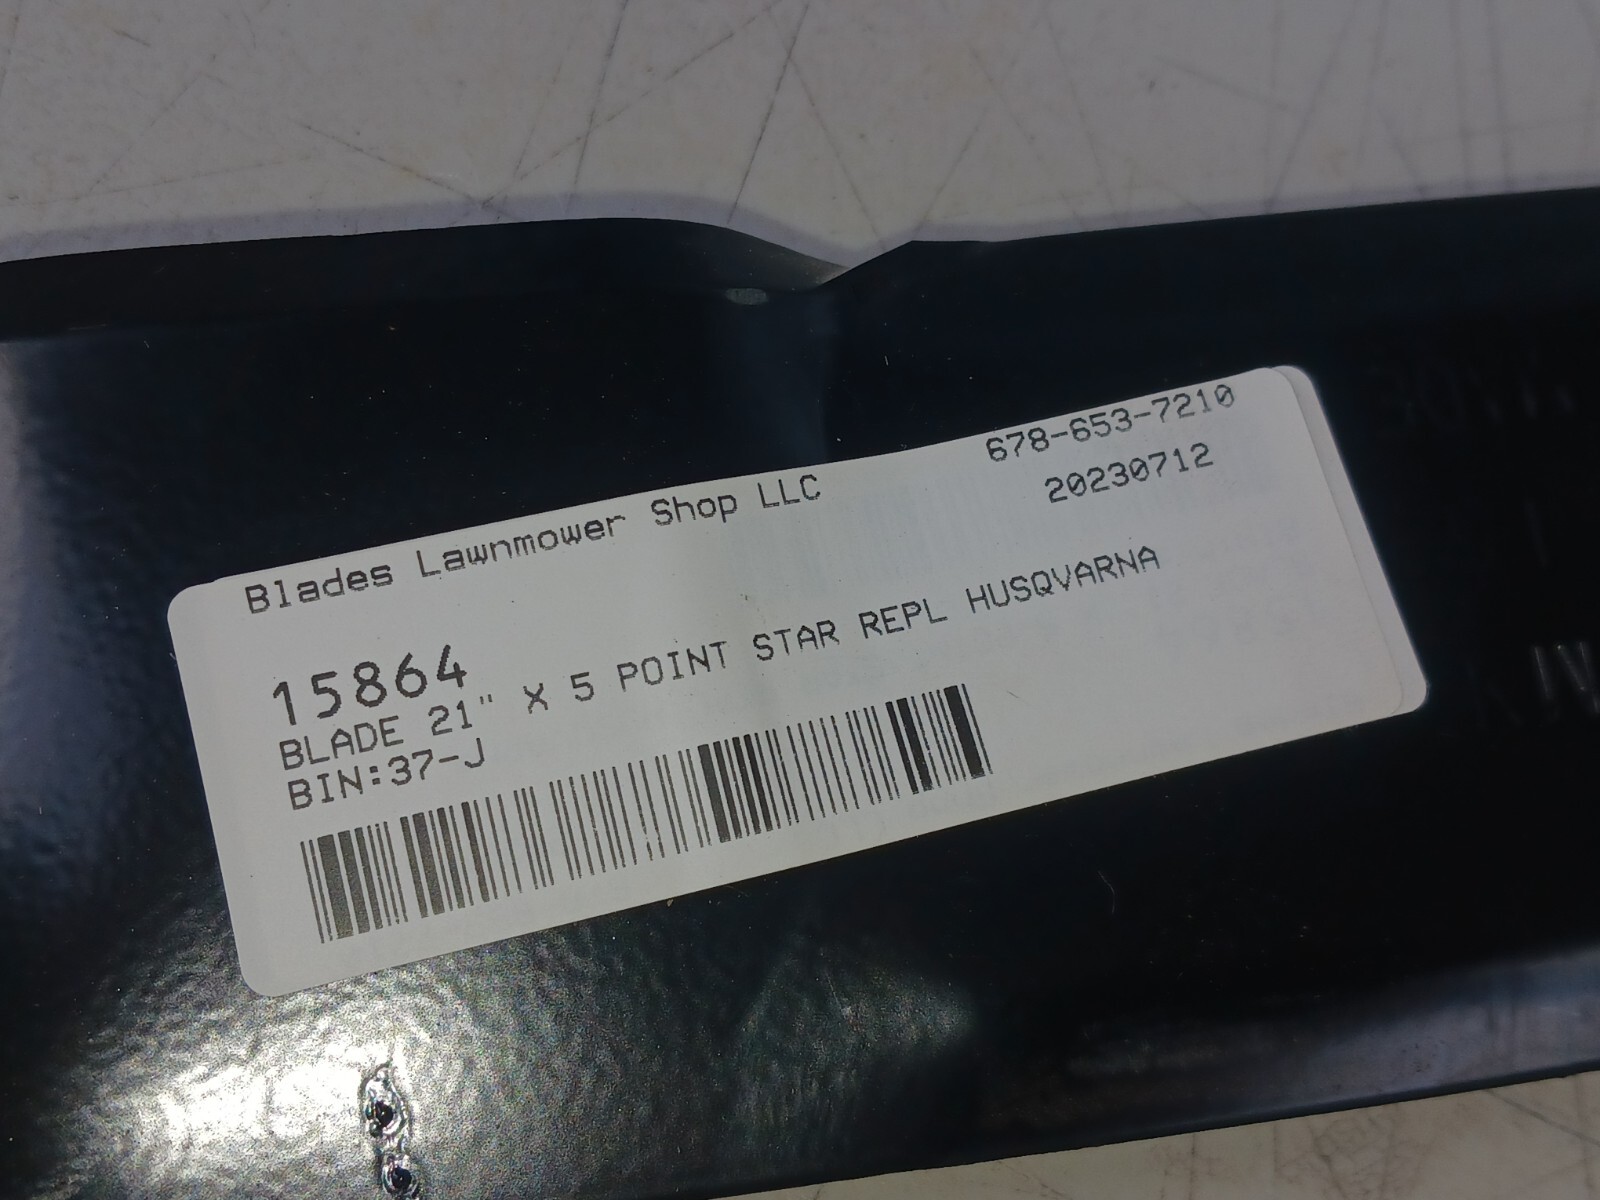 Blades Lawnmower Shop LLC
678-653-7210
20230712
15864
BLADE 21" X 5 POINT STAR REPL HUSQVARNA
BIN:37-J